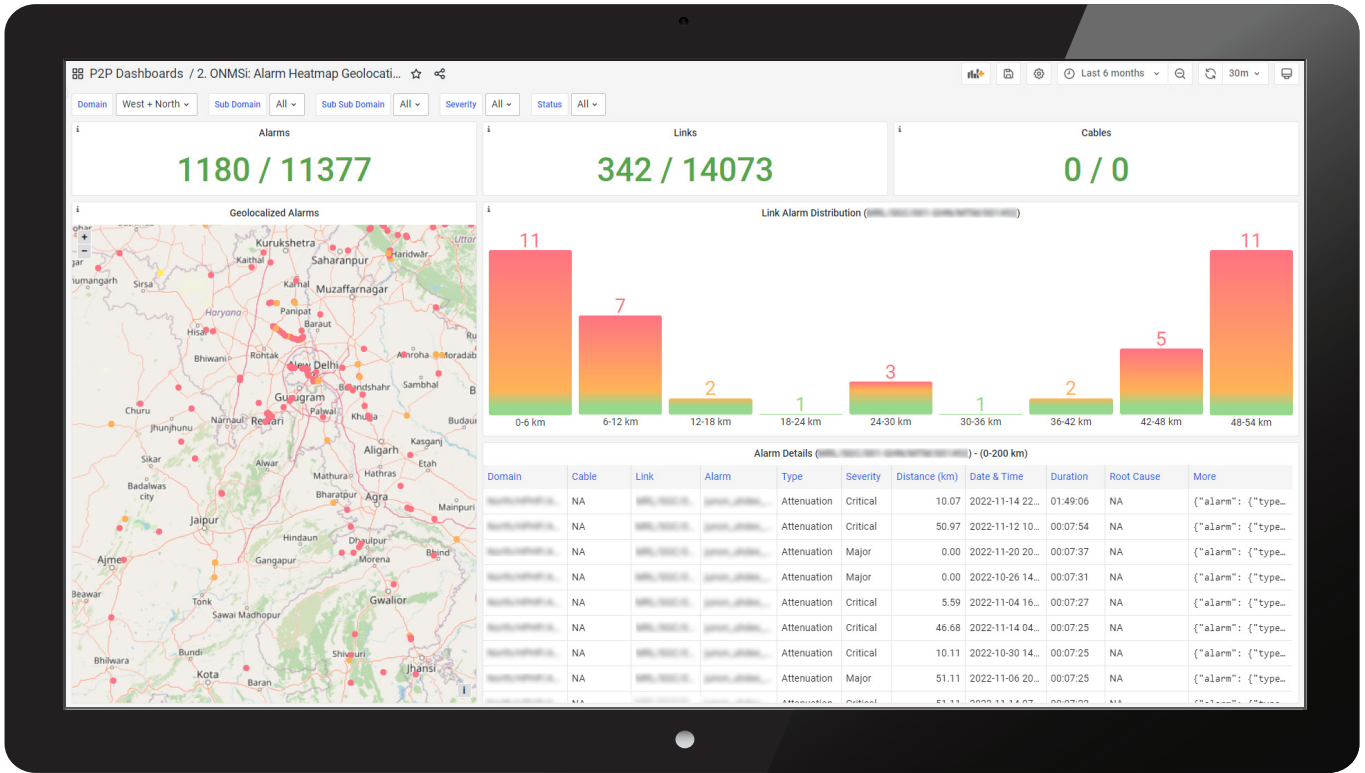 P2P Dashboards / 2. ONMSi: Alarm Heatmap Geolocati...
Last 6 months
30m
Domain West + North Sub Domain All Sub Sub Domain All Severity All Status All
Alarms
1180 / 11377
Links
342 / 14073
Cables
0 / 0
Geolocalized Alarms
+
−
Kurukshetra
Uttar
Kaithal
Saharanpur
Haridwar
umangarh
Sirsa
Karnal
Muzaffarnagar
Haryana
Panipat
Baraut
Hisar
Bhiwani
Rohtak
New Delhi
Amroha
Moradab
Sambhal
Gurugram
Churu
Narnaul
Rewari
Palwal
Khurja
Budau
Jhunjhunu
Kasganj
Sikar
Alwar
Aligarh
Etah
Mathura
Hathras
Badalwas
city
Bharatpur
Agra
Mainpuri
Jaipur
Hindaun
Dhaulpur
Ajme
Gangapur
Morena
Bhind
Beawar
Tonk
Gwalior
Sawai Madhopur
Bundi
Shivpuri
Bhilwara
Kota
Baran
Jhansi
Link Alarm Distribution (
)
11
7
2
1
3
1
2
5
11
0-6 km
6-12 km
12-18 km
18-24 km
24-30 km
30-36 km
36-42 km
42-48 km
48-54 km
Alarm Details (
) - (0-200 km)
Domain Cable Link Alarm Type Severity Distance (km) Date & Time Duration Root Cause More
NA Attenuation Critical 10.07 2022-11-14 22... 01:49:06 NA {"alarm": {"type...
NA Attenuation Critical 50.97 2022-11-12 10... 00:07:54 NA {"alarm": {"type...
NA Attenuation Major 0.00 2022-11-20 20... 00:07:37 NA {"alarm": {"type...
NA Attenuation Major 0.00 2022-10-26 14... 00:07:31 NA {"alarm": {"type...
NA Attenuation Critical 5.59 2022-11-04 16... 00:07:27 NA {"alarm": {"type...
NA Attenuation Critical 46.68 2022-11-14 04... 00:07:25 NA {"alarm": {"type...
NA Attenuation Critical 10.11 2022-10-30 14... 00:07:25 NA {"alarm": {"type...
NA Attenuation Major 51.11 2022-11-06 20... 00:07:25 NA {"alarm": {"type...